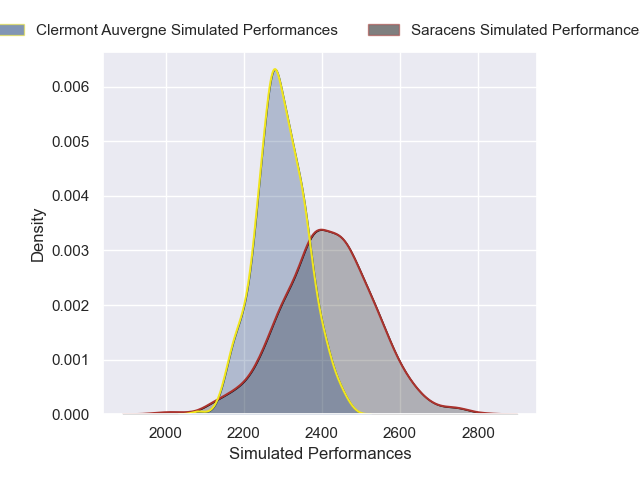 Clermont Auvergne Simulated Performances
Saracens Simulated Performance
0.006
0.005
0.004
0.003
0.002
0.001
0.000
Density
2000 2200 2400 2600 2800
Simulated Performances